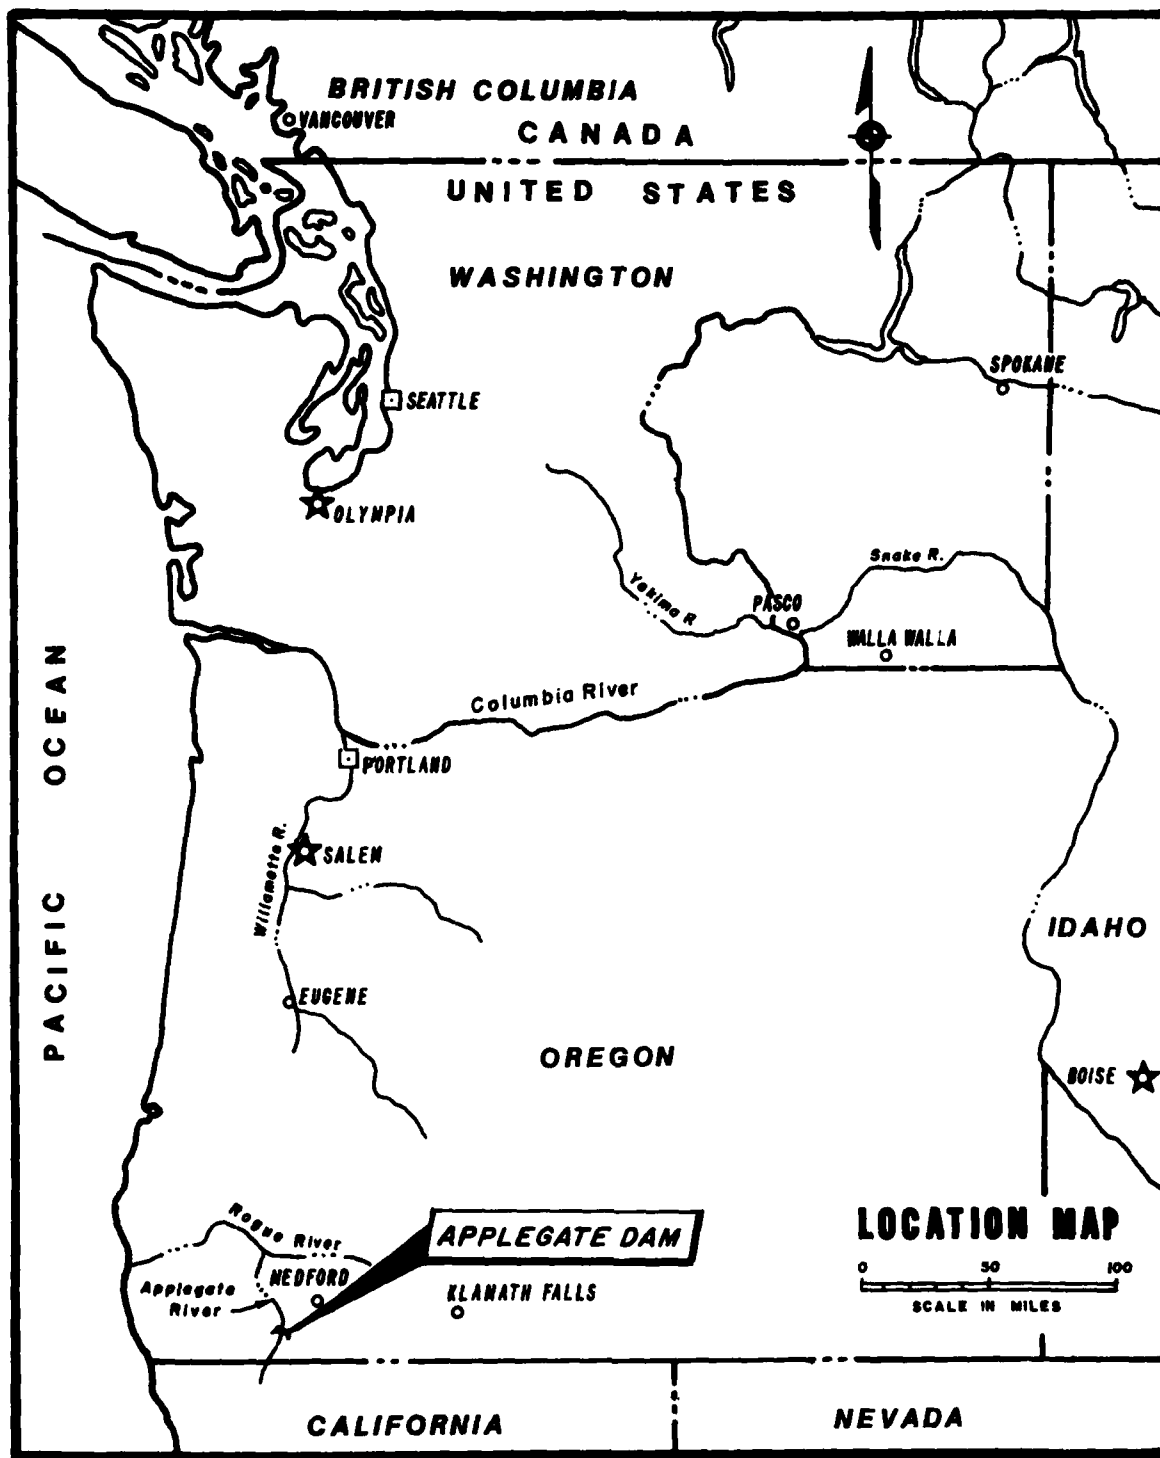 BRITISH COLUMBIA
VANCOUVER
CANADA
UNITED STATES
WASHINGTON
SPOKANE
SEATTLE
OLYMPIA
Snake R.
Yakima R
PASCO
WALLA WALLA
Columbia River
PACIFIC OCEAN
PORTLAND
Willamette R.
SALEM
IDAHO
EUGENE
OREGON
BOISE
Rogue River
APPLEGATE DAM
LOCATION MAP
MEDFORD
Applegate
River
KLAMATH FALLS
0 50 100
SCALE IN MILES
CALIFORNIA
NEVADA